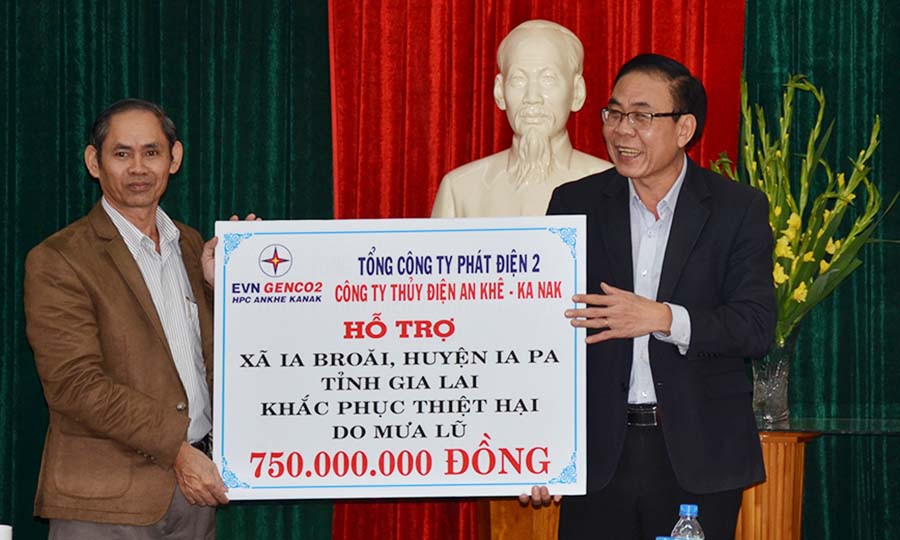 TỔNG CÔNG TY PHÁT ĐIỆN 2
EVN GENCO2
HPC ANKHE KANAK
CÔNG TY THỦY ĐIỆN AN KHÊ - KA NAK
HỖ TRỢ
XÃ IA BROĂI, HUYỆN IA PA
TỈNH GIA LAI
KHẮC PHỤC THIỆT HẠI
DO MƯA LŨ
750.000.000 ĐỒNG